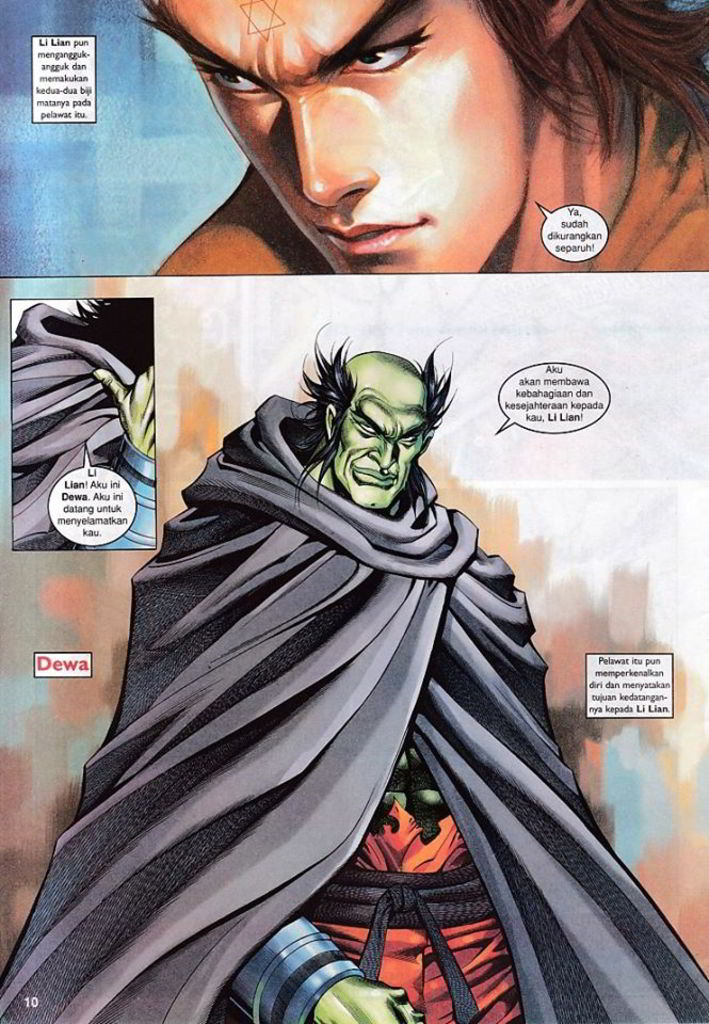 Li Lian pun
mengangguk-
angguk dan
memakukan
kedua-dua biji
matanya pada
pelawat itu.
Ya,
sudah
dikurangkan
separuh!
Li
Lian! Aku ini
Dewa. Aku ini
datang untuk
menyelamatkan
kau.
Aku
akan membawa
kebahagiaan dan
kesejahteraan kepada
kau, Li Lian!
Dewa
Pelawat itu pun
memperkenalkan
diri dan menyatakan
tujuan kedatangan-
nya kepada Li Lian.
10